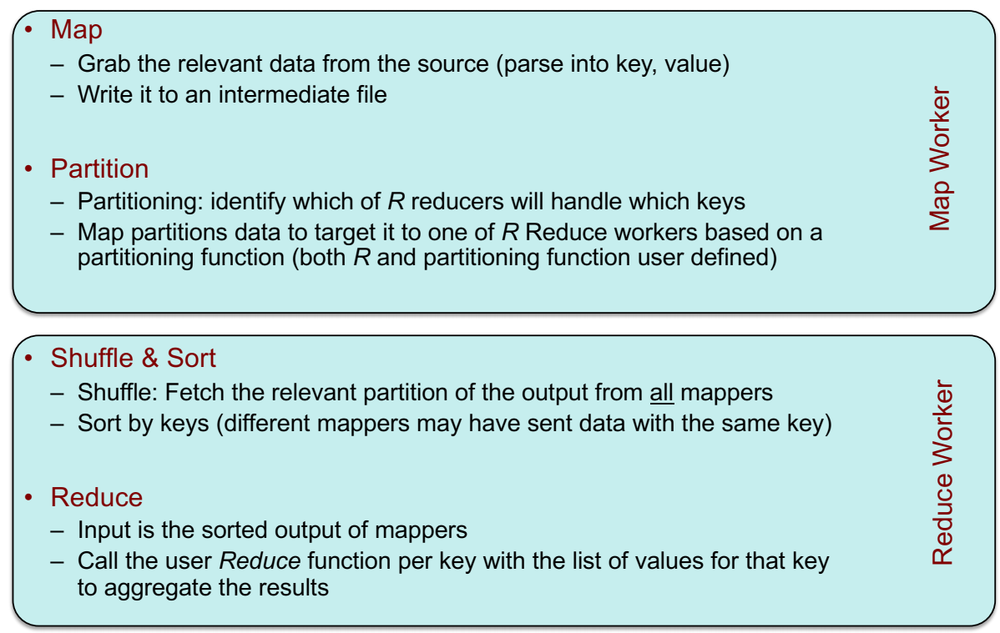 • Map
– Grab the relevant data from the source (parse into key, value)
– Write it to an intermediate file
• Partition
– Partitioning: identify which of R reducers will handle which keys
– Map partitions data to target it to one of R Reduce workers based on a
partitioning function (both R and partitioning function user defined)
Map Worker
• Shuffle & Sort
– Shuffle: Fetch the relevant partition of the output from all mappers
– Sort by keys (different mappers may have sent data with the same key)
• Reduce
– Input is the sorted output of mappers
– Call the user Reduce function per key with the list of values for that key
to aggregate the results
Reduce Worker